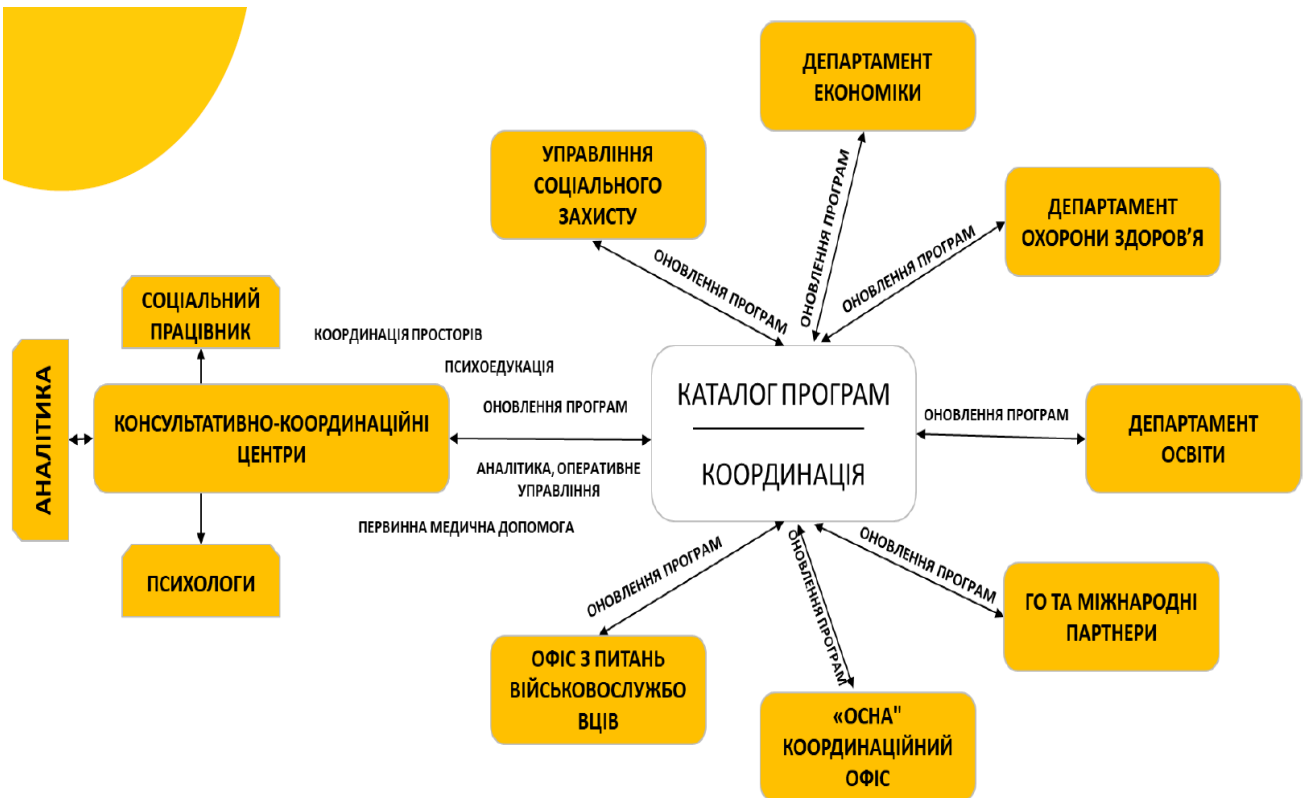 ДЕПАРТАМЕНТ
ЕКОНОМІКИ
УПРАВЛІННЯ
СОЦІАЛЬНОГО
ЗАХИСТУ
ДЕПАРТАМЕНТ
ОХОРОНИ ЗДОРОВ'Я
ОНОВЛЕННЯ ПРОГРАМ
ОНОВЛЕННЯ ПРОГРАМ
ОНОВЛЕННЯ ПРОГРАМ
СОЦІАЛЬНИЙ
ПРАЦІВНИК
КООРДИНАЦІЯ ПРОСТОРІВ
ПСИХОЕДУКАЦІЯ
АНАЛІТИКА
КОНСУЛЬТАТИВНО-КООРДИНАЦІЙНІ
ЦЕНТРИ
ОНОВЛЕННЯ ПРОГРАМ
АНАЛІТИКА, ОПЕРАТИВНЕ
УПРАВЛІННЯ
ПЕРВИННА МЕДИЧНА ДОПОМОГА
КАТАЛОГ ПРОГРАМ
КООРДИНАЦІЯ
ОНОВЛЕННЯ ПРОГРАМ
ДЕПАРТАМЕНТ
ОСВІТИ
ПСИХОЛОГИ
ОНОВЛЕННЯ ПРОГРАМ
ОНОВЛЕННЯ ПРОГРАМ
ОНОВЛЕННЯ ПРОГРАМ
ГО ТА МІЖНАРОДНІ
ПАРТНЕРИ
ОФІС З ПИТАНЬ
ВІЙСЬКОВОСЛУЖБО
ВЦІВ
«ОСНА"
КООРДИНАЦІЙНИЙ
ОФІС